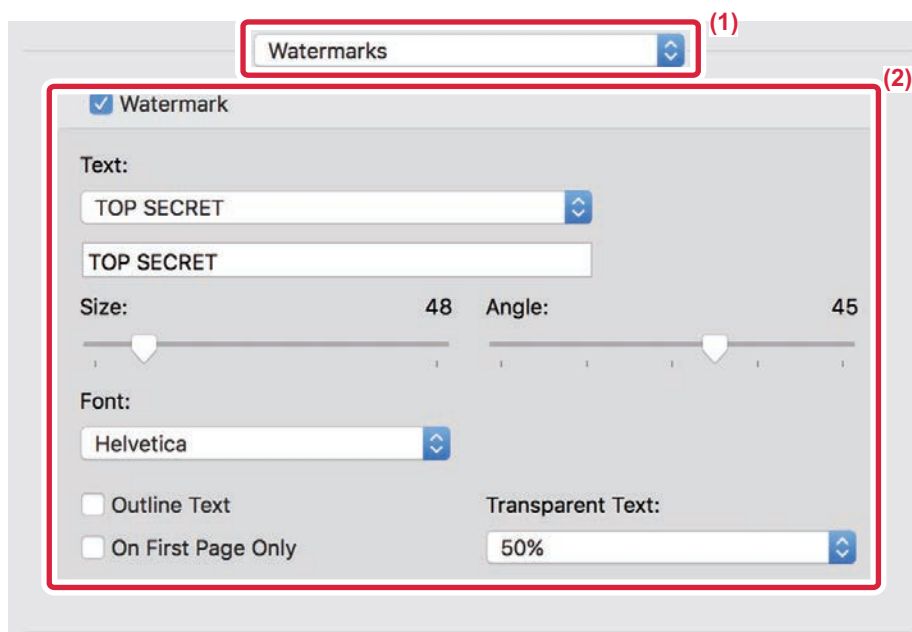 (1)
Watermarks
(2)
Watermark
Text:
TOP SECRET
TOP SECRET
Size: 48 Angle: 45
Font:
Helvetica
Outline Text Transparent Text:
On First Page Only 50%